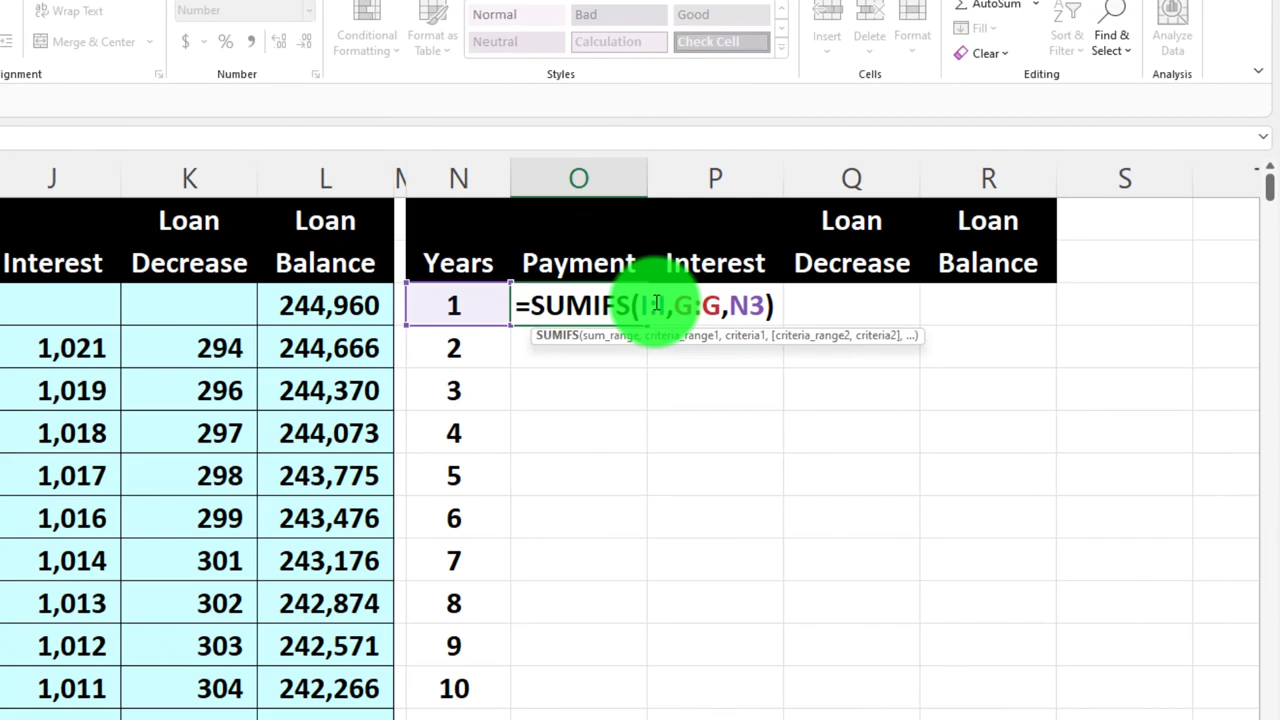 Wrap Text
Merge & Center
ignment
Number
$ % 9
Number
Conditional
Formatting
Format as
Table
Normal Bad Good
Neutral Calculation Check Cell
Styles
Insert Delete Format
Cells
AutoSum
Fill
Clear
Sort &
Filter
Find &
Select
Editing
Analyze
Data
Analysis
J K L M N O P Q R S
Loan Loan Loan Loan
Interest Decrease Balance Years Payment Interest Decrease Balance
244,960 1 =SUMIFS(I:I,G:G,N3)
SUMIFS(sum_range, criteria_range1, criteria1, [criteria_range2, criteria2], ...)
1,021 294 244,666 2
1,019 296 244,370 3
1,018 297 244,073 4
1,017 298 243,775 5
1,016 299 243,476 6
1,014 301 243,176 7
1,013 302 242,874 8
1,012 303 242,571 9
1,011 304 242,266 10